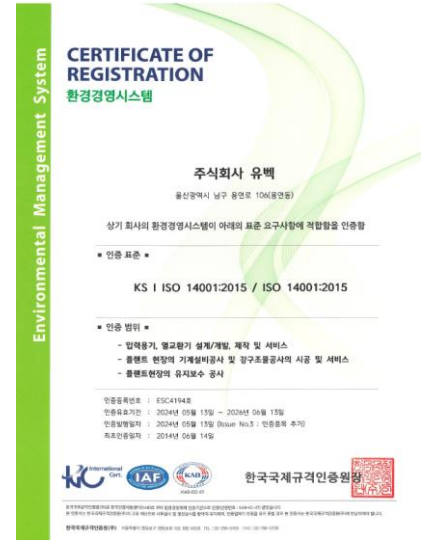 Environmental Management System
CERTIFICATE OF
REGISTRATION
환경경영시스템
주식회사 유벡
울산광역시 남구 용연로 106(용연동)
상기 회사의 환경경영시스템이 아래의 표준 요구사항에 적합함을 인증함
■ 인증 표준 ■
KS I ISO 14001:2015 / ISO 14001:2015
■ 인증 범위 ■
- 압력용기, 열교환기 설계/개발, 제작 및 서비스
- 플랜트 현장의 기계설비공사 및 강구조물공사의 시공 및 서비스
- 플랜트현장의 유지보수 공사
인증등록번호 : ESC4194호
인증유효기간 : 2024년 05월 13일 ~ 2026년 06월 13일
인증발행일자 : 2024년 05월 13일 (Issue No.3 : 인증종목 추가)
최초인증일자 : 2014년 06월 14일
International
Cert.
IAF
KAB
한국국제규격인증원
한국국제규격인증원(주)